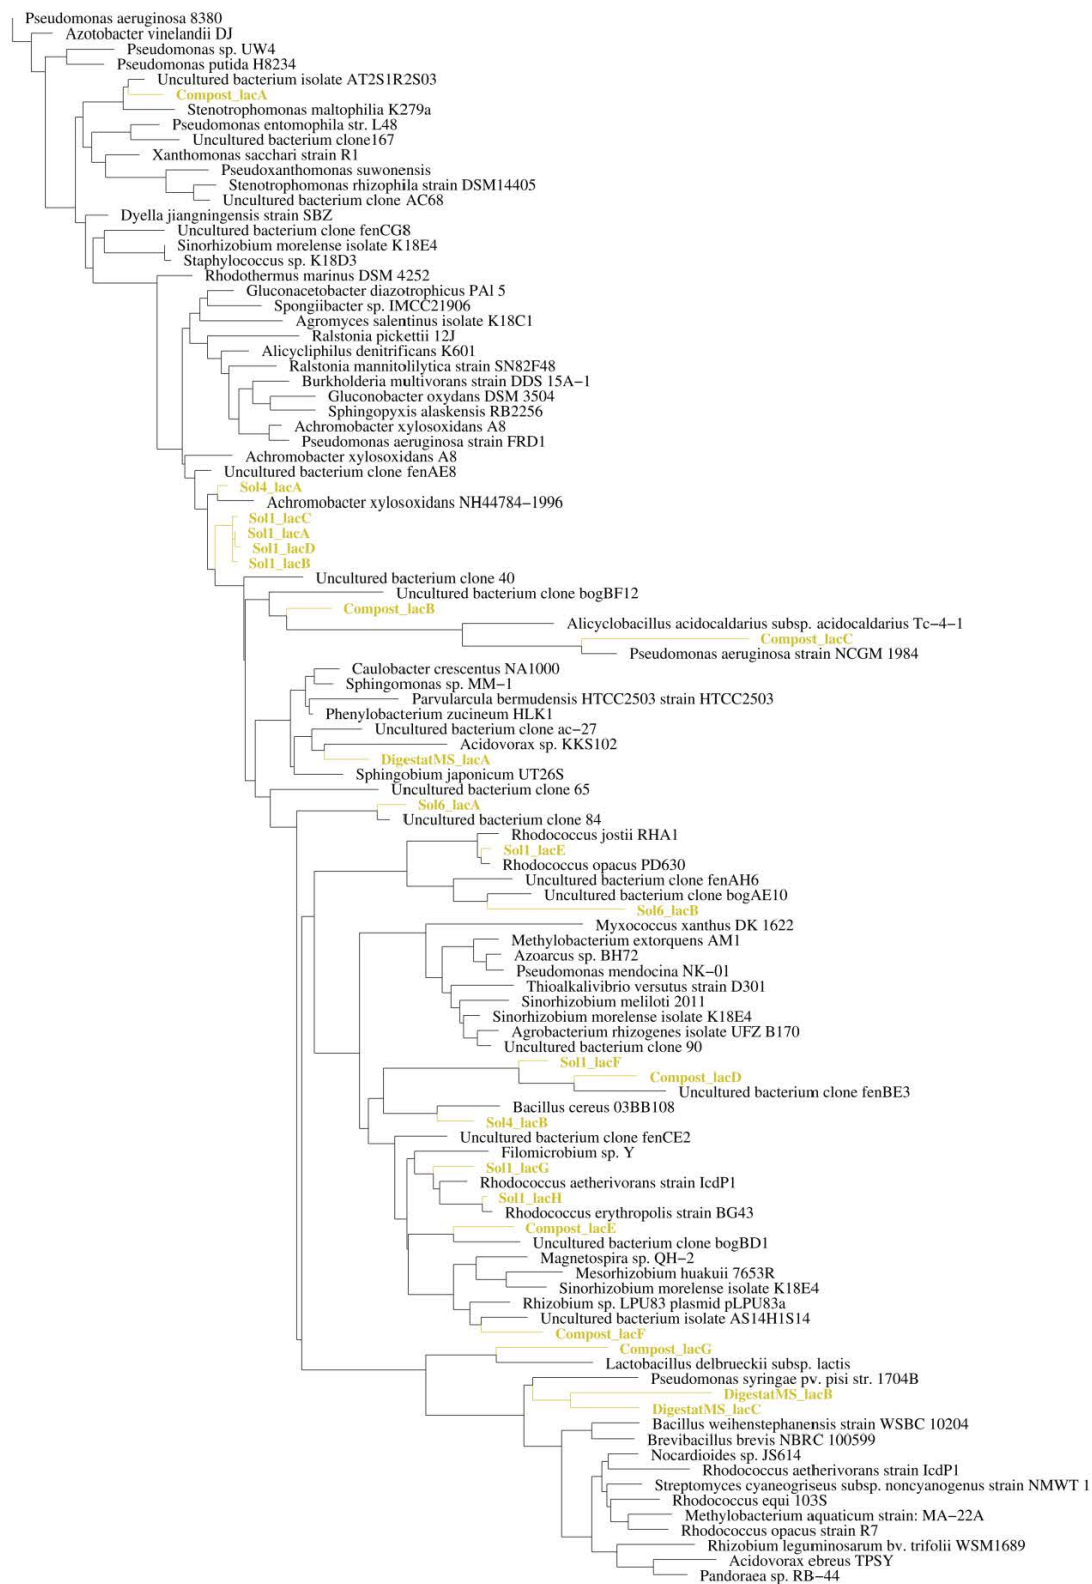 Pseudomonas aeruginosa 8380
Azotobacter vinelandii DJ
Pseudomonas sp. UW4
Pseudomonas putida H8234
Uncultured bacterium isolate AT2S1R2S03
Compost_lacA
Stenotrophomonas maltophilia K279a
Pseudomonas entomophila str. L48
Uncultured bacterium clone167
Xanthomonas sacchari strain R1
Pseudoxanthomonas suwonensis
Stenotrophomonas rhizophila strain DSM14405
Uncultured bacterium clone AC68
Dyella jiangningensis strain SBZ
Uncultured bacterium clone fenCG8
Sinorhizobium morelense isolate K18E4
Staphylococcus sp. K18D3
Rhodothermus marinus DSM 4252
Gluconacetobacter diazotrophicus PAl 5
Spongiibacter sp. IMCC21906
Agromyces salentinus isolate K18C1
Ralstonia pickettii 12J
Alicycliphilus denitrificans K601
Ralstonia mannitolilytica strain SN82F48
Burkholderia multivorans strain DDS 15A−1
Gluconobacter oxydans DSM 3504
Sphingopyxis alaskensis RB2256
Achromobacter xylosoxidans A8
Pseudomonas aeruginosa strain FRD1
Achromobacter xylosoxidans A8
Uncultured bacterium clone fenAE8
Sol4_lacA
Achromobacter xylosoxidans NH44784−1996
Sol1_lacC
Sol1_lacA
Sol1_lacD
Sol1_lacB
Uncultured bacterium clone 40
Uncultured bacterium clone bogBF12
Compost_lacB
Alicyclobacillus acidocaldarius subsp. acidocaldarius Tc−4−1
Compost_lacC
Pseudomonas aeruginosa strain NCGM 1984
Caulobacter crescentus NA1000
Sphingomonas sp. MM−1
Parvularcula bermudensis HTCC2503 strain HTCC2503
Phenylobacterium zucineum HLK1
Uncultured bacterium clone ac−27
Acidovorax sp. KKS102
DigestatMS_lacA
Sphingobium japonicum UT26S
Uncultured bacterium clone 65
Sol6_lacA
Uncultured bacterium clone 84
Rhodococcus jostii RHA1
Sol1_lacE
Rhodococcus opacus PD630
Uncultured bacterium clone fenAH6
Uncultured bacterium clone bogAE10
Sol6_lacB
Myxococcus xanthus DK 1622
Methylobacterium extorquens AM1
Azoarcus sp. BH72
Pseudomonas mendocina NK−01
Thioalkalivibrio versutus strain D301
Sinorhizobium meliloti 2011
Sinorhizobium morelense isolate K18E4
Agrobacterium rhizogenes isolate UFZ B170
Uncultured bacterium clone 90
Sol1_lacF
Compost_lacD
Uncultured bacterium clone fenBE3
Bacillus cereus 03BB108
Sol4_lacB
Uncultured bacterium clone fenCE2
Filomicrobium sp. Y
Sol1_lacG
Rhodococcus aetherivorans strain IcdP1
Sol1_lacH
Rhodococcus erythropolis strain BG43
Compost_lacE
Uncultured bacterium clone bogBD1
Magnetospira sp. QH−2
Mesorhizobium huakuii 7653R
Sinorhizobium morelense isolate K18E4
Rhizobium sp. LPU83 plasmid pLPU83a
Uncultured bacterium isolate AS14H1S14
Compost_lacF
Compost_lacG
Lactobacillus delbrueckii subsp. lactis
Pseudomonas syringae pv. pisi str. 1704B
DigestatMS_lacB
DigestatMS_lacC
Bacillus weihenstephanensis strain WSBC 10204
Brevibacillus brevis NBRC 100599
Nocardioides sp. JS614
Rhodococcus aetherivorans strain IcdP1
Streptomyces cyaneogriseus subsp. noncyanogenus strain NMWT 1
Rhodococcus equi 103S
Methylobacterium aquaticum strain: MA−22A
Rhodococcus opacus strain R7
Rhizobium leguminosarum bv. trifolii WSM1689
Acidovorax ebreus TPSY
Pandoraea sp. RB−44